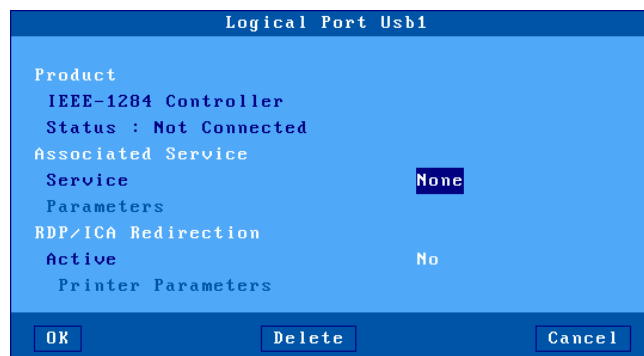 Logical Port Usb1
Product
IEEE-1284 Controller
Status : Not Connected
Associated Service
Service None
Parameters
RDP/ICA Redirection
Active No
Printer Parameters
OK Delete Cancel